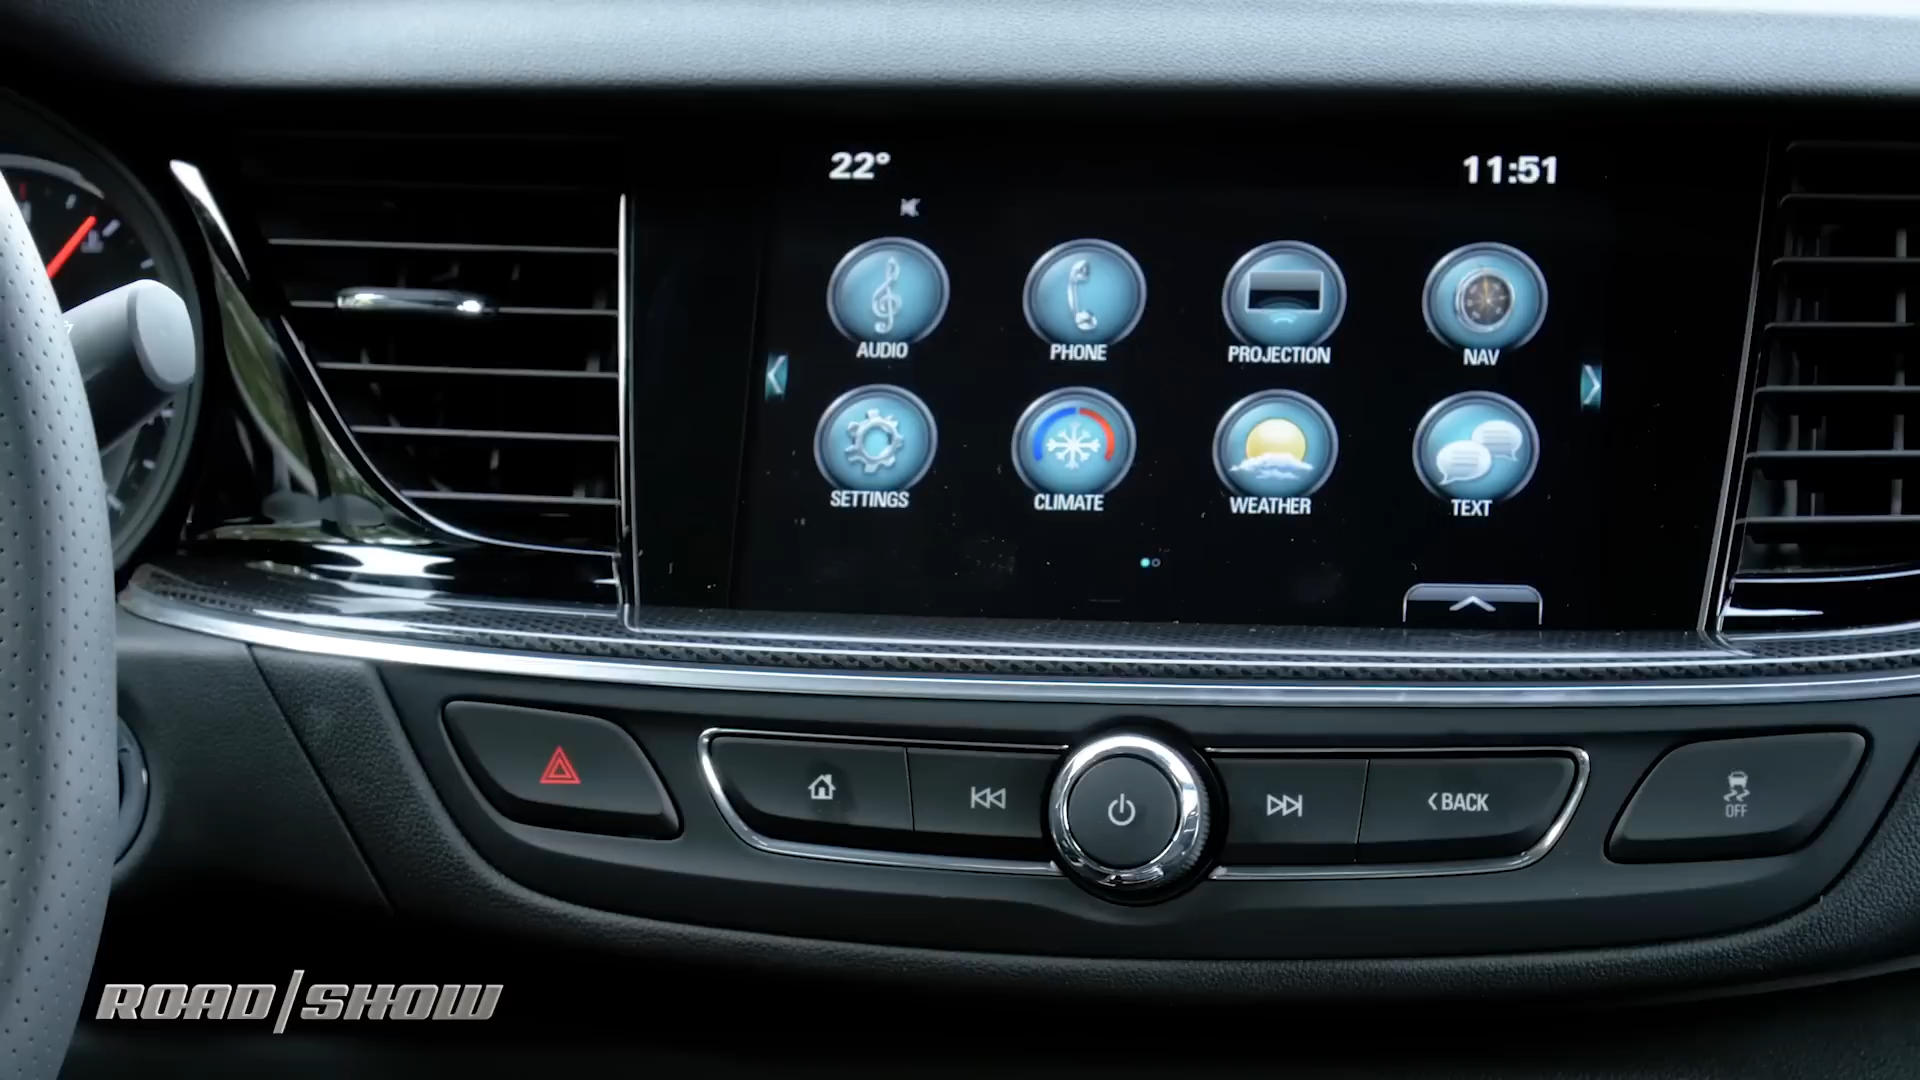 22° 11:51
AUDIO PHONE PROJECTION NAV
SETTINGS CLIMATE WEATHER TEXT
<BACK
OFF
ROAD/SHOW